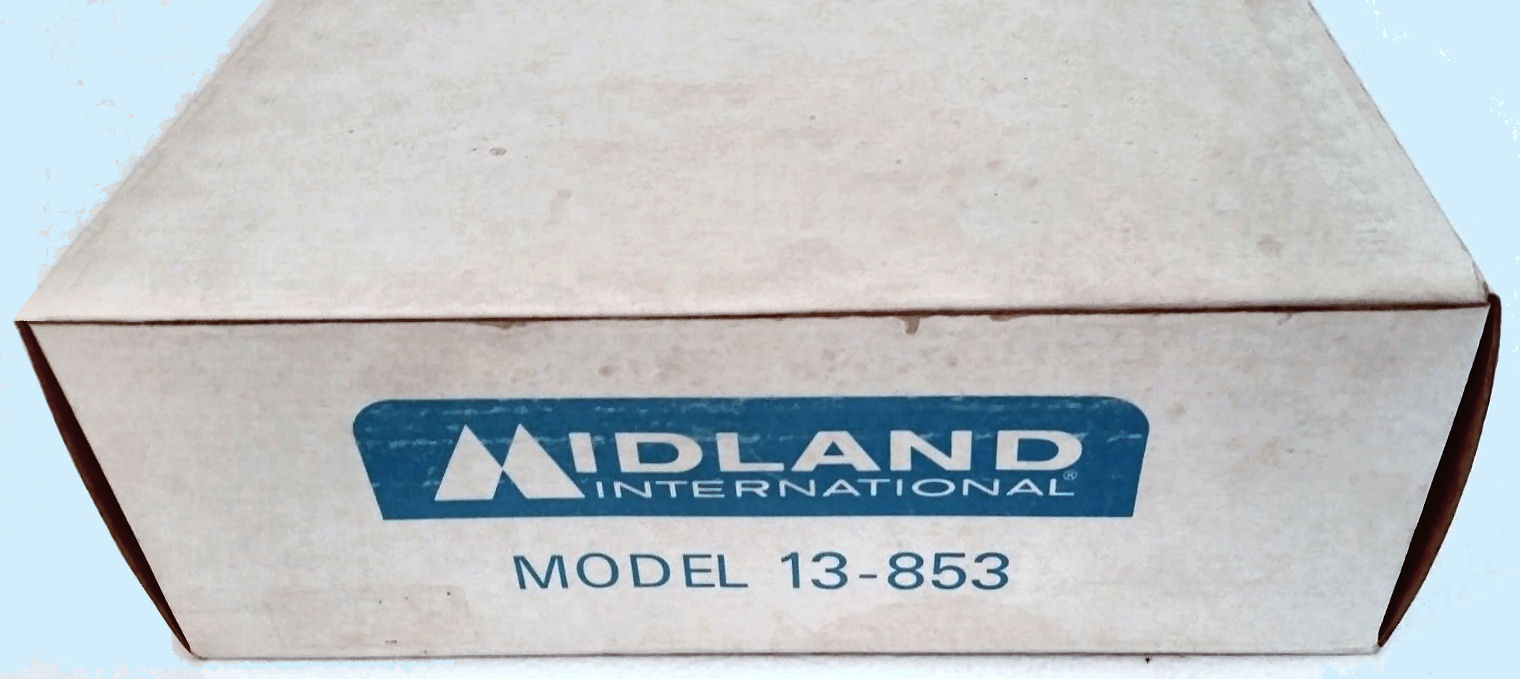 MIDLAND
INTERNATIONAL®
MODEL 13-853